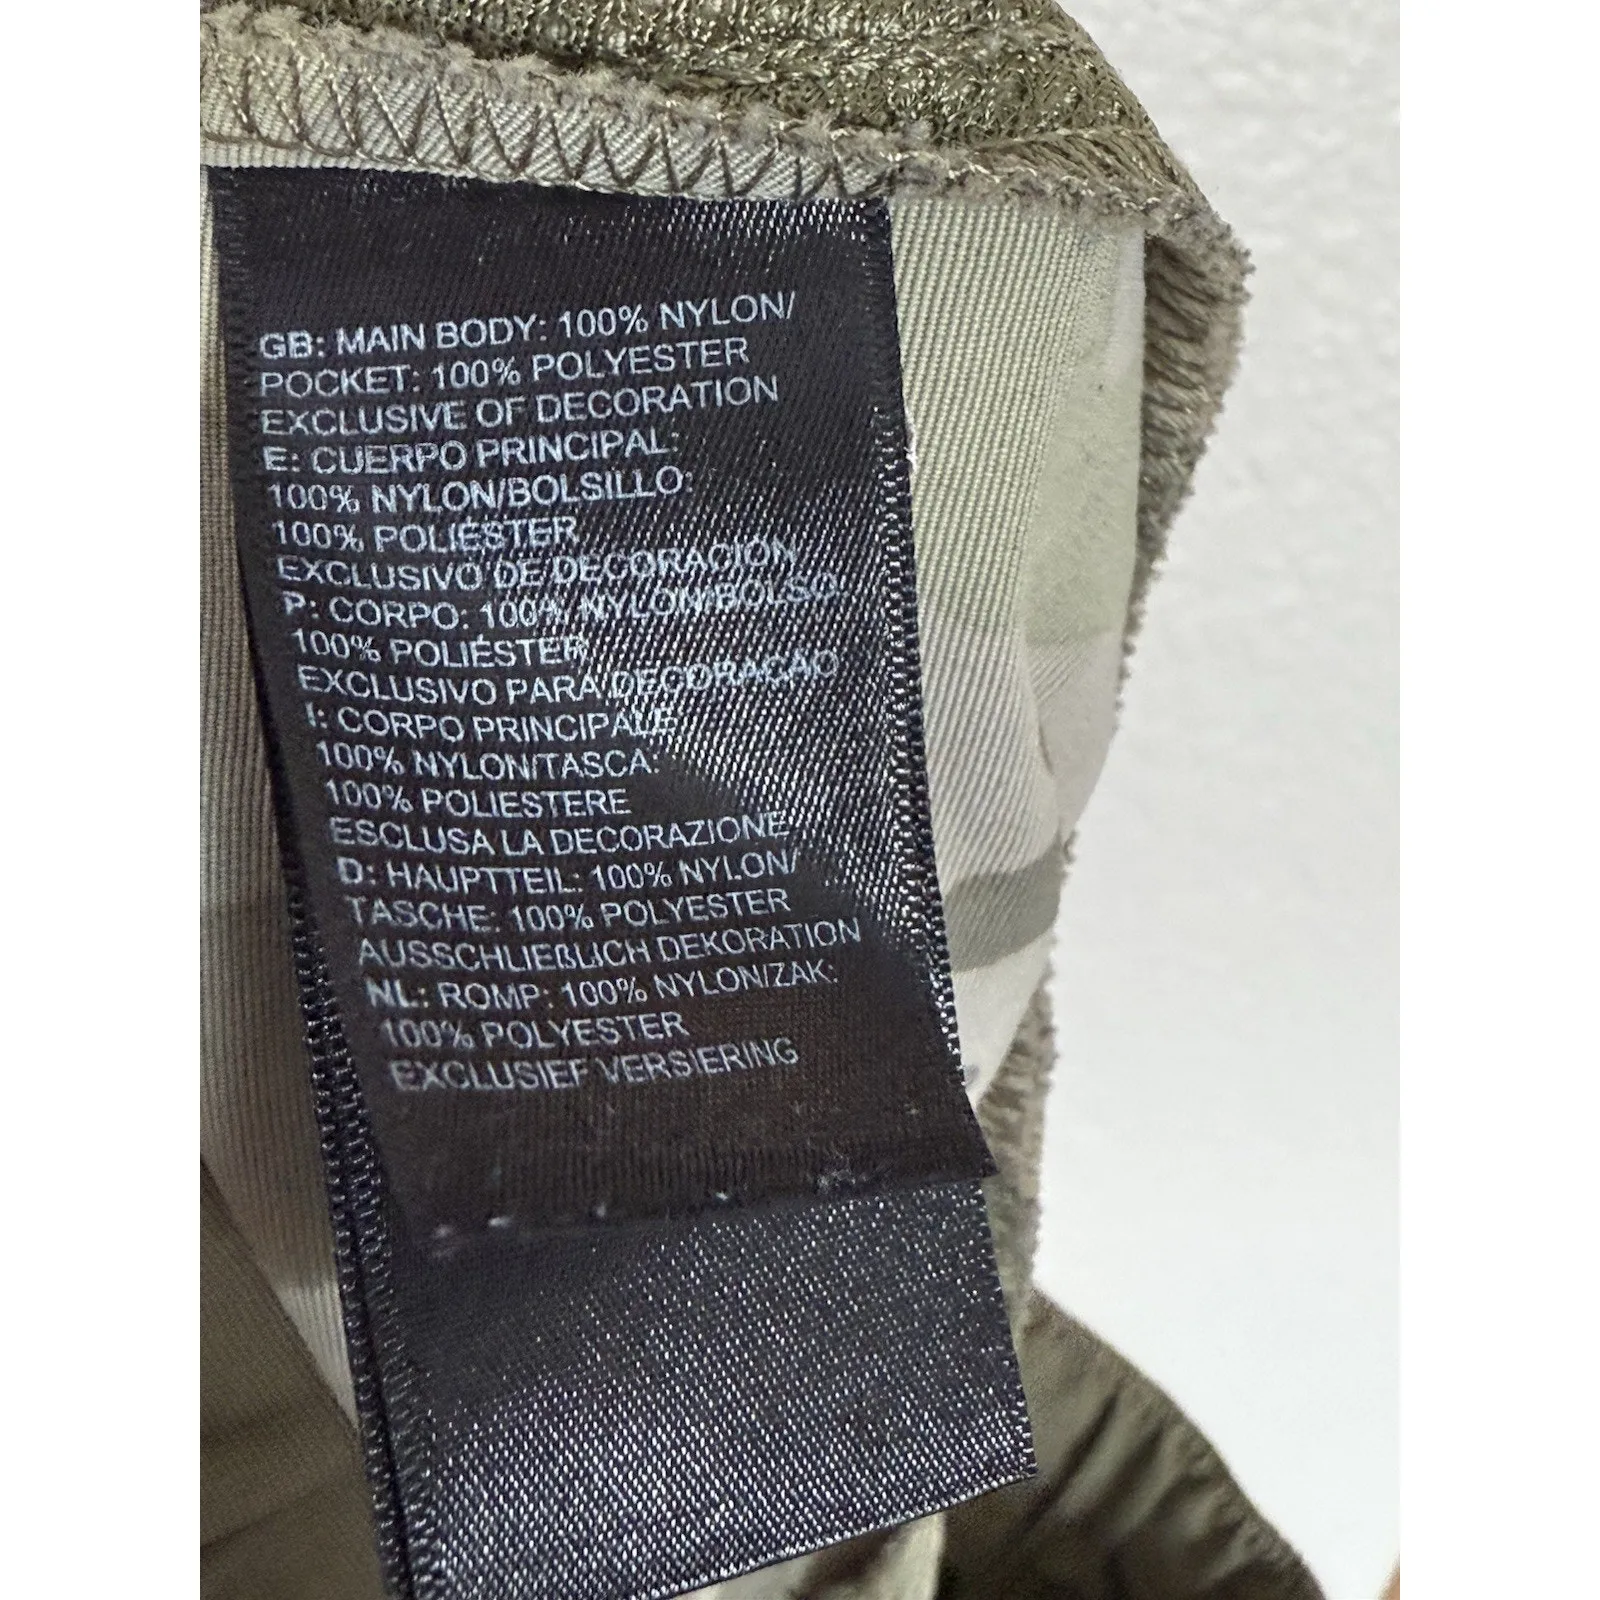 GB: MAIN BODY: 100% NYLON/
POCKET: 100% POLYESTER
EXCLUSIVE OF DECORATION
E: CUERPO PRINCIPAL:
100% NYLON/BOLSILLO:
100% POLIÉSTER
EXCLUSIVO DE DECORACIÓN
P: CORPO: 100% NYLON/BOLSO:
100% POLIÉSTER
EXCLUSIVO PARA DECORAÇÃO
I: CORPO PRINCIPALE:
100% NYLON/TASCA:
100% POLIESTERE
ESCLUSA LA DECORAZIONE
D: HAUPTTEIL: 100% NYLON/
TASCHE: 100% POLYESTER
AUSSCHLIEßLICH DEKORATION
NL: ROMP: 100% NYLON/ZAK:
100% POLYESTER
EXCLUSIEF VERSIERING